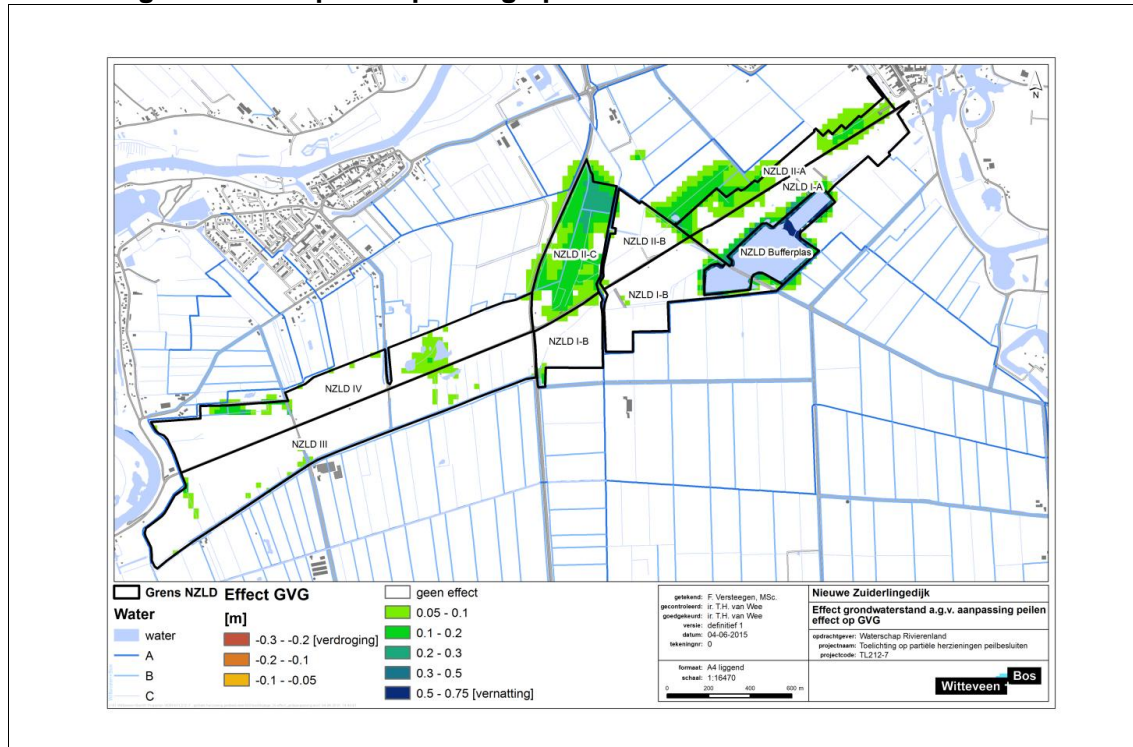 NZLD II-A
NZLD I-A
NZLD II-B
NZLD Bufferplas
NZLD II-C
NZLD I-B
NZLD I-B
NZLD IV
NZLD III
N
Grens NZLD
Water
water
A
B
C
Effect GVG
[m]
-0.3 - -0.2 [verdroging]
-0.2 - -0.1
-0.1 - -0.05
geen effect
0.05 - 0.1
0.1 - 0.2
0.2 - 0.3
0.3 - 0.5
0.5 - 0.75 [vernatting]
getekend: F. Versteegen, MSc.
gecontroleerd: ir. T.H. van Wee
goedgekeurd: ir. T.H. van Wee
versie: definitief 1
datum: 04-06-2015
tekeningnr: 0
formaat: A4 liggend
schaal: 1:16470
0 200 400 600 m
Nieuwe Zuiderlingedijk
Effect grondwaterstand a.g.v. aanpassing peilen
effect op GVG
opdrachtgever: Waterschap Rivierenland
projectnaam: Toelichting op partiële herzieningen peilbesluiten
projectcode: TL212-7
Witteveen + Bos